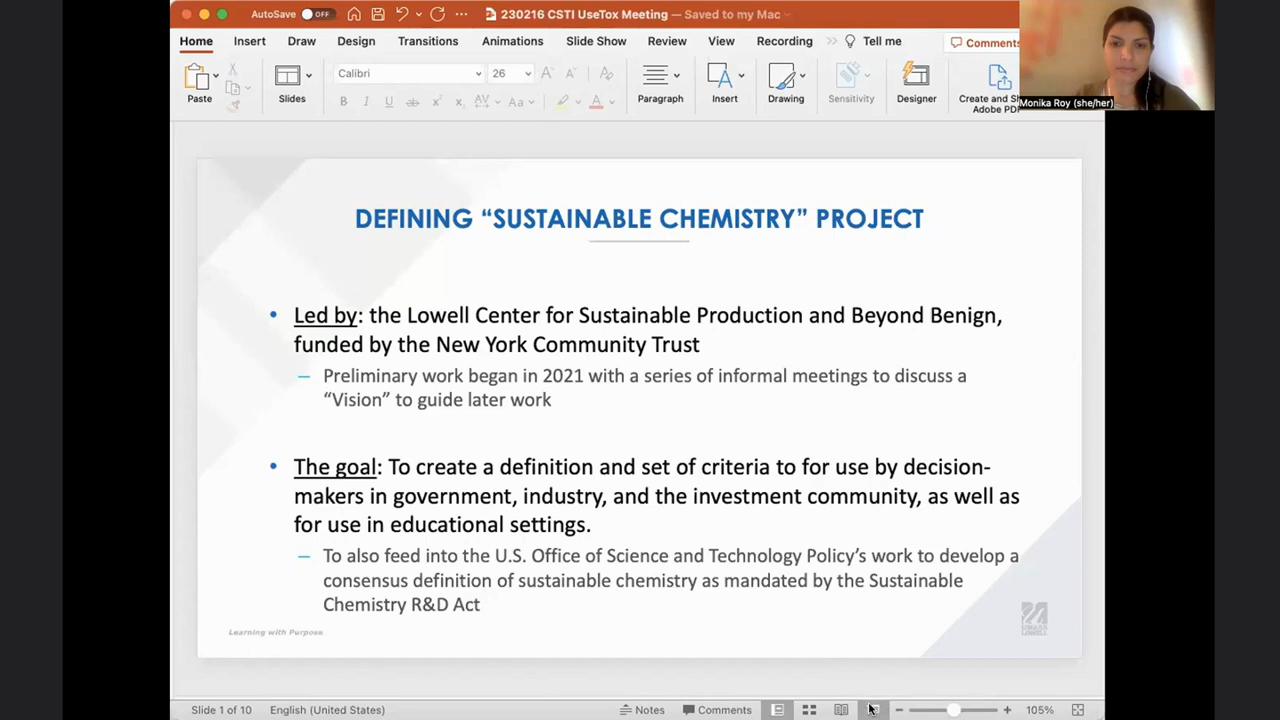 AutoSave OFF 230216 CSTI UseTox Meeting — Saved to my Mac
Home Insert Draw Design Transitions Animations Slide Show Review View Recording Tell me Comments
Calibri 26
Paste Slides Paragraph Insert Drawing Sensitivity Designer Create and Sh
Adobe PDF
Monika Roy (she/her)
DEFINING “SUSTAINABLE CHEMISTRY” PROJECT
• Led by: the Lowell Center for Sustainable Production and Beyond Benign,
funded by the New York Community Trust
– Preliminary work began in 2021 with a series of informal meetings to discuss a
“Vision” to guide later work
• The goal: To create a definition and set of criteria to for use by decision-
makers in government, industry, and the investment community, as well as
for use in educational settings.
– To also feed into the U.S. Office of Science and Technology Policy’s work to develop a
consensus definition of sustainable chemistry as mandated by the Sustainable
Chemistry R&D Act
Learning with Purpose
Slide 1 of 10 English (United States) Notes Comments 105%